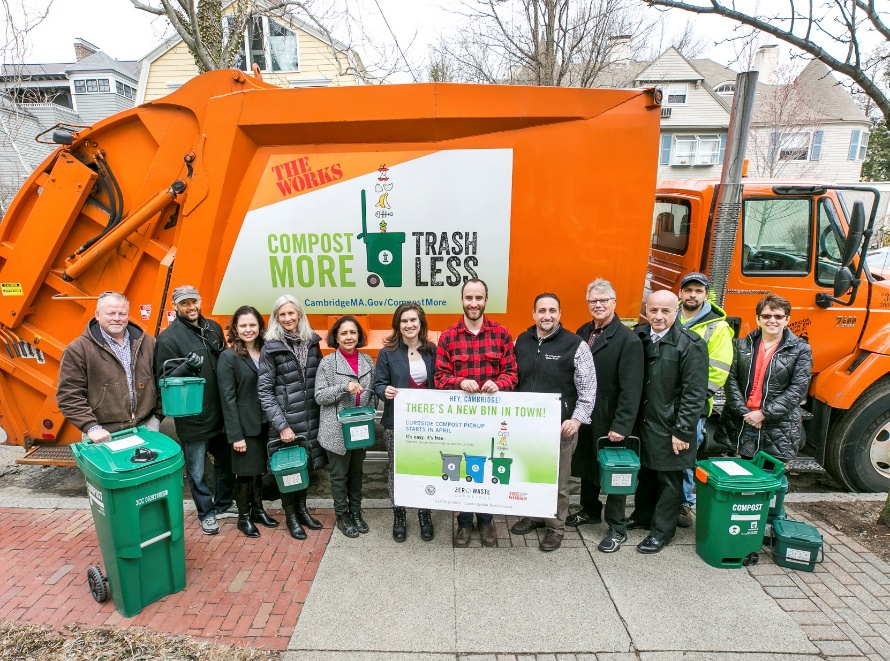 THE
WORKS
COMPOST
MORE
TRASH
LESS
CambridgeMA.Gov/CompostMore
HEY, CAMBRIDGE!
THERE'S A NEW BIN IN TOWN!
CURBSIDE COMPOST PICKUP
STARTS IN APRIL
It's easy. It's free.
ZERO WASTE
CAMBRIDGE
THE
WORKS
COMPOST